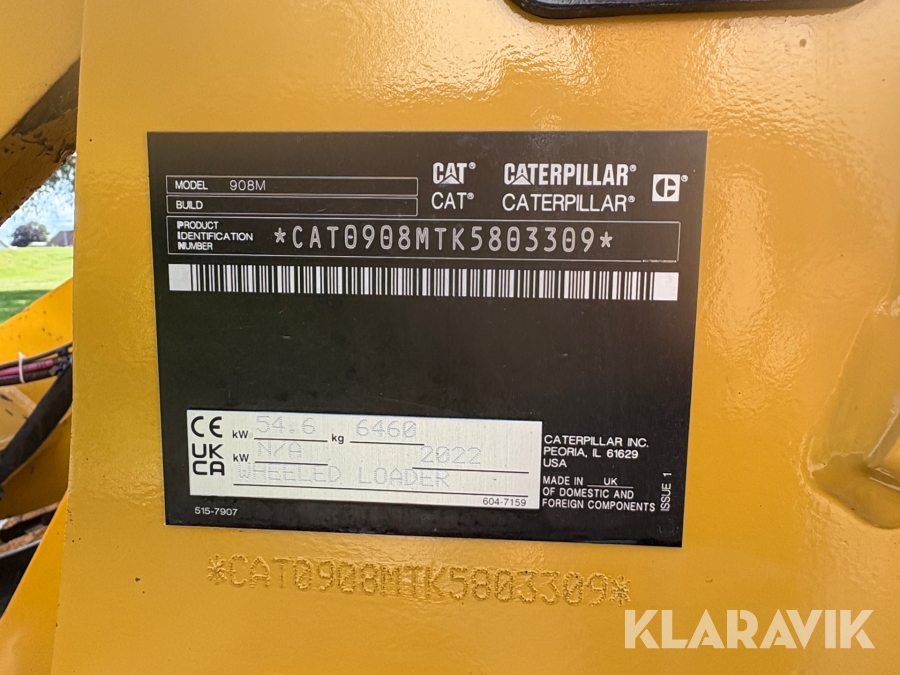 MODEL 908M
BUILD
CAT® CATERPILLAR®
CAT® CATERPILLAR®
C
PRODUCT IDENTIFICATION NUMBER
*CAT0908MTK5803309*
CE
UK
CA
kW 54.6 kg 6460
kW N/A 2022
WHEELED LOADER
604-7159
515-7907
CATERPILLAR INC.
PEORIA, IL 61629
USA
MADE IN UK
OF DOMESTIC AND
FOREIGN COMPONENTS
ISSUE 1
*CAT0908MTK5803309*
KLARAVIK